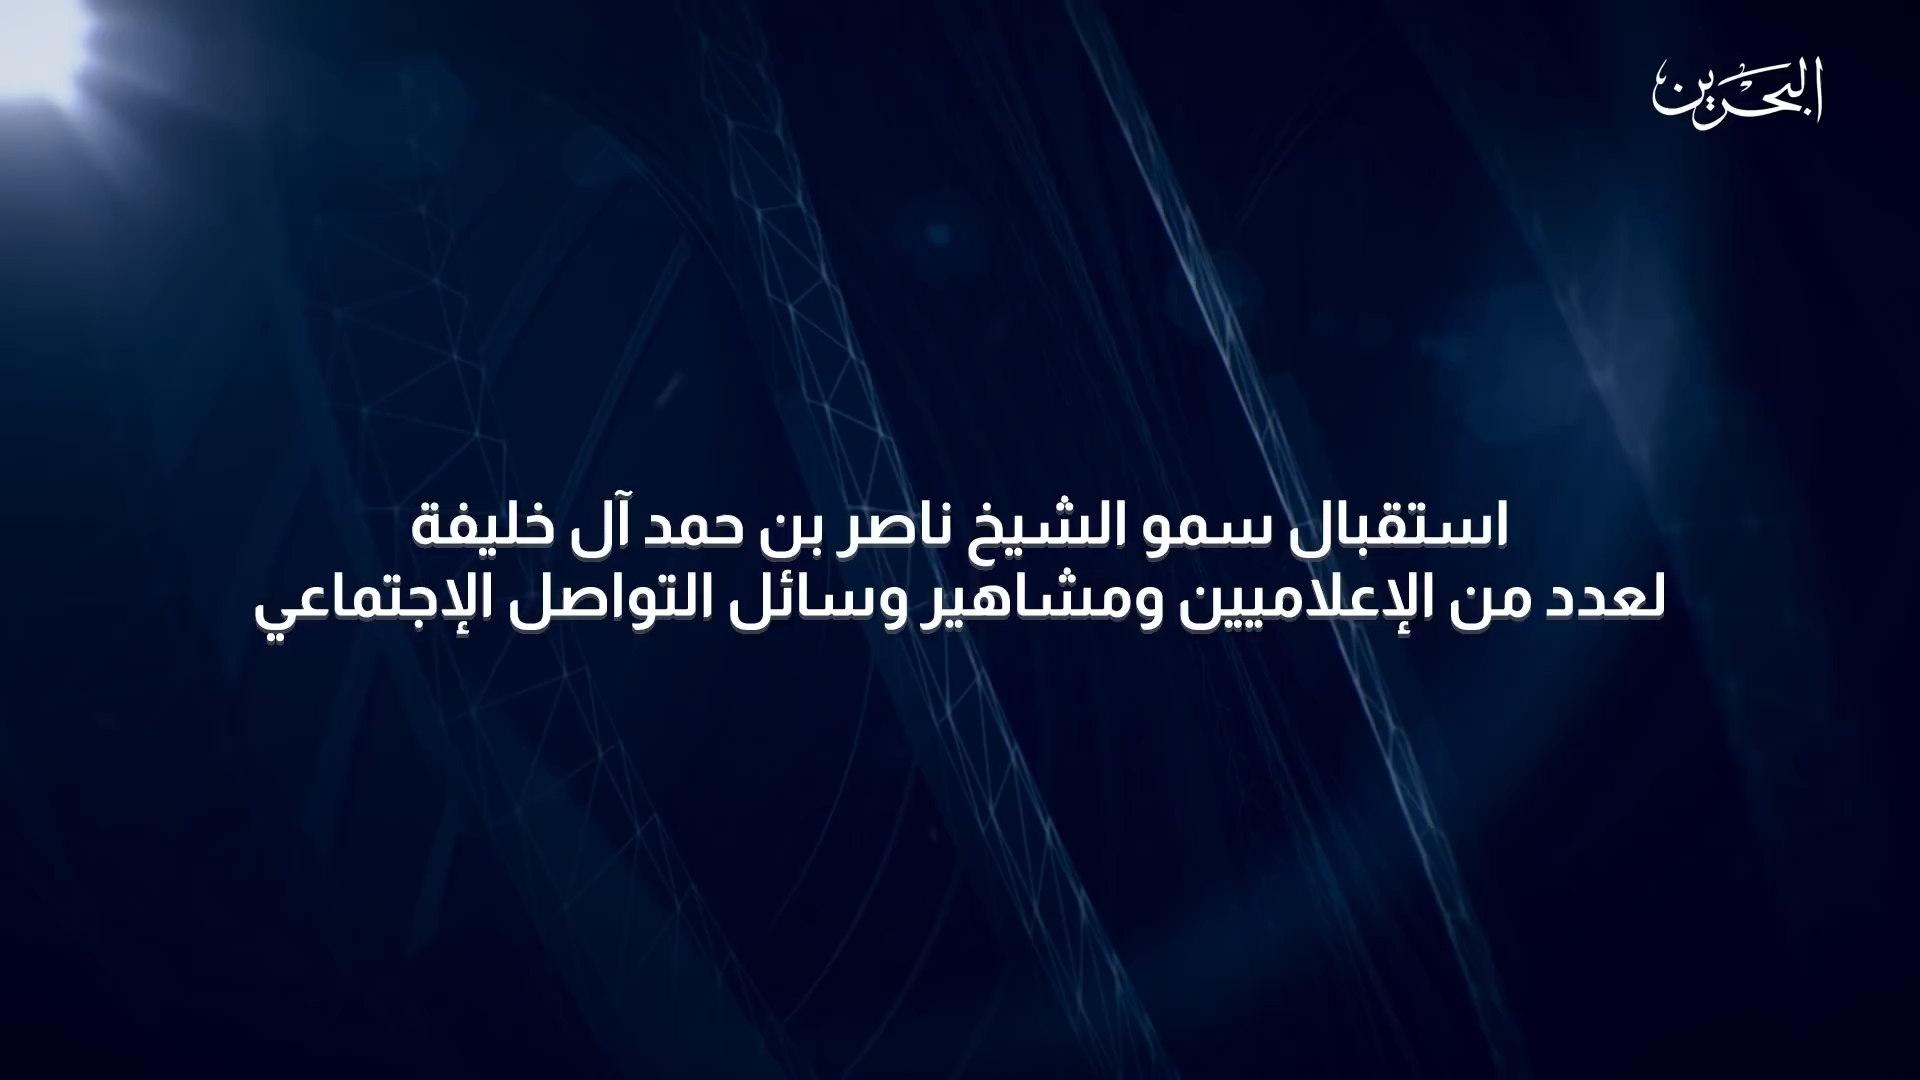 البحرين
استقبال سمو الشيخ ناصر بن حمد آل خليفة
لعدد من الإعلاميين ومشاهير وسائل التواصل الإجتماعي